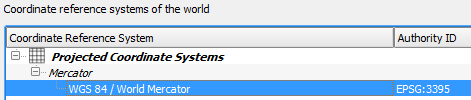 Coordinate reference systems of the world
Coordinate Reference System Authority ID
Projected Coordinate Systems
Mercator
WGS 84 / World Mercator EPSG:3395